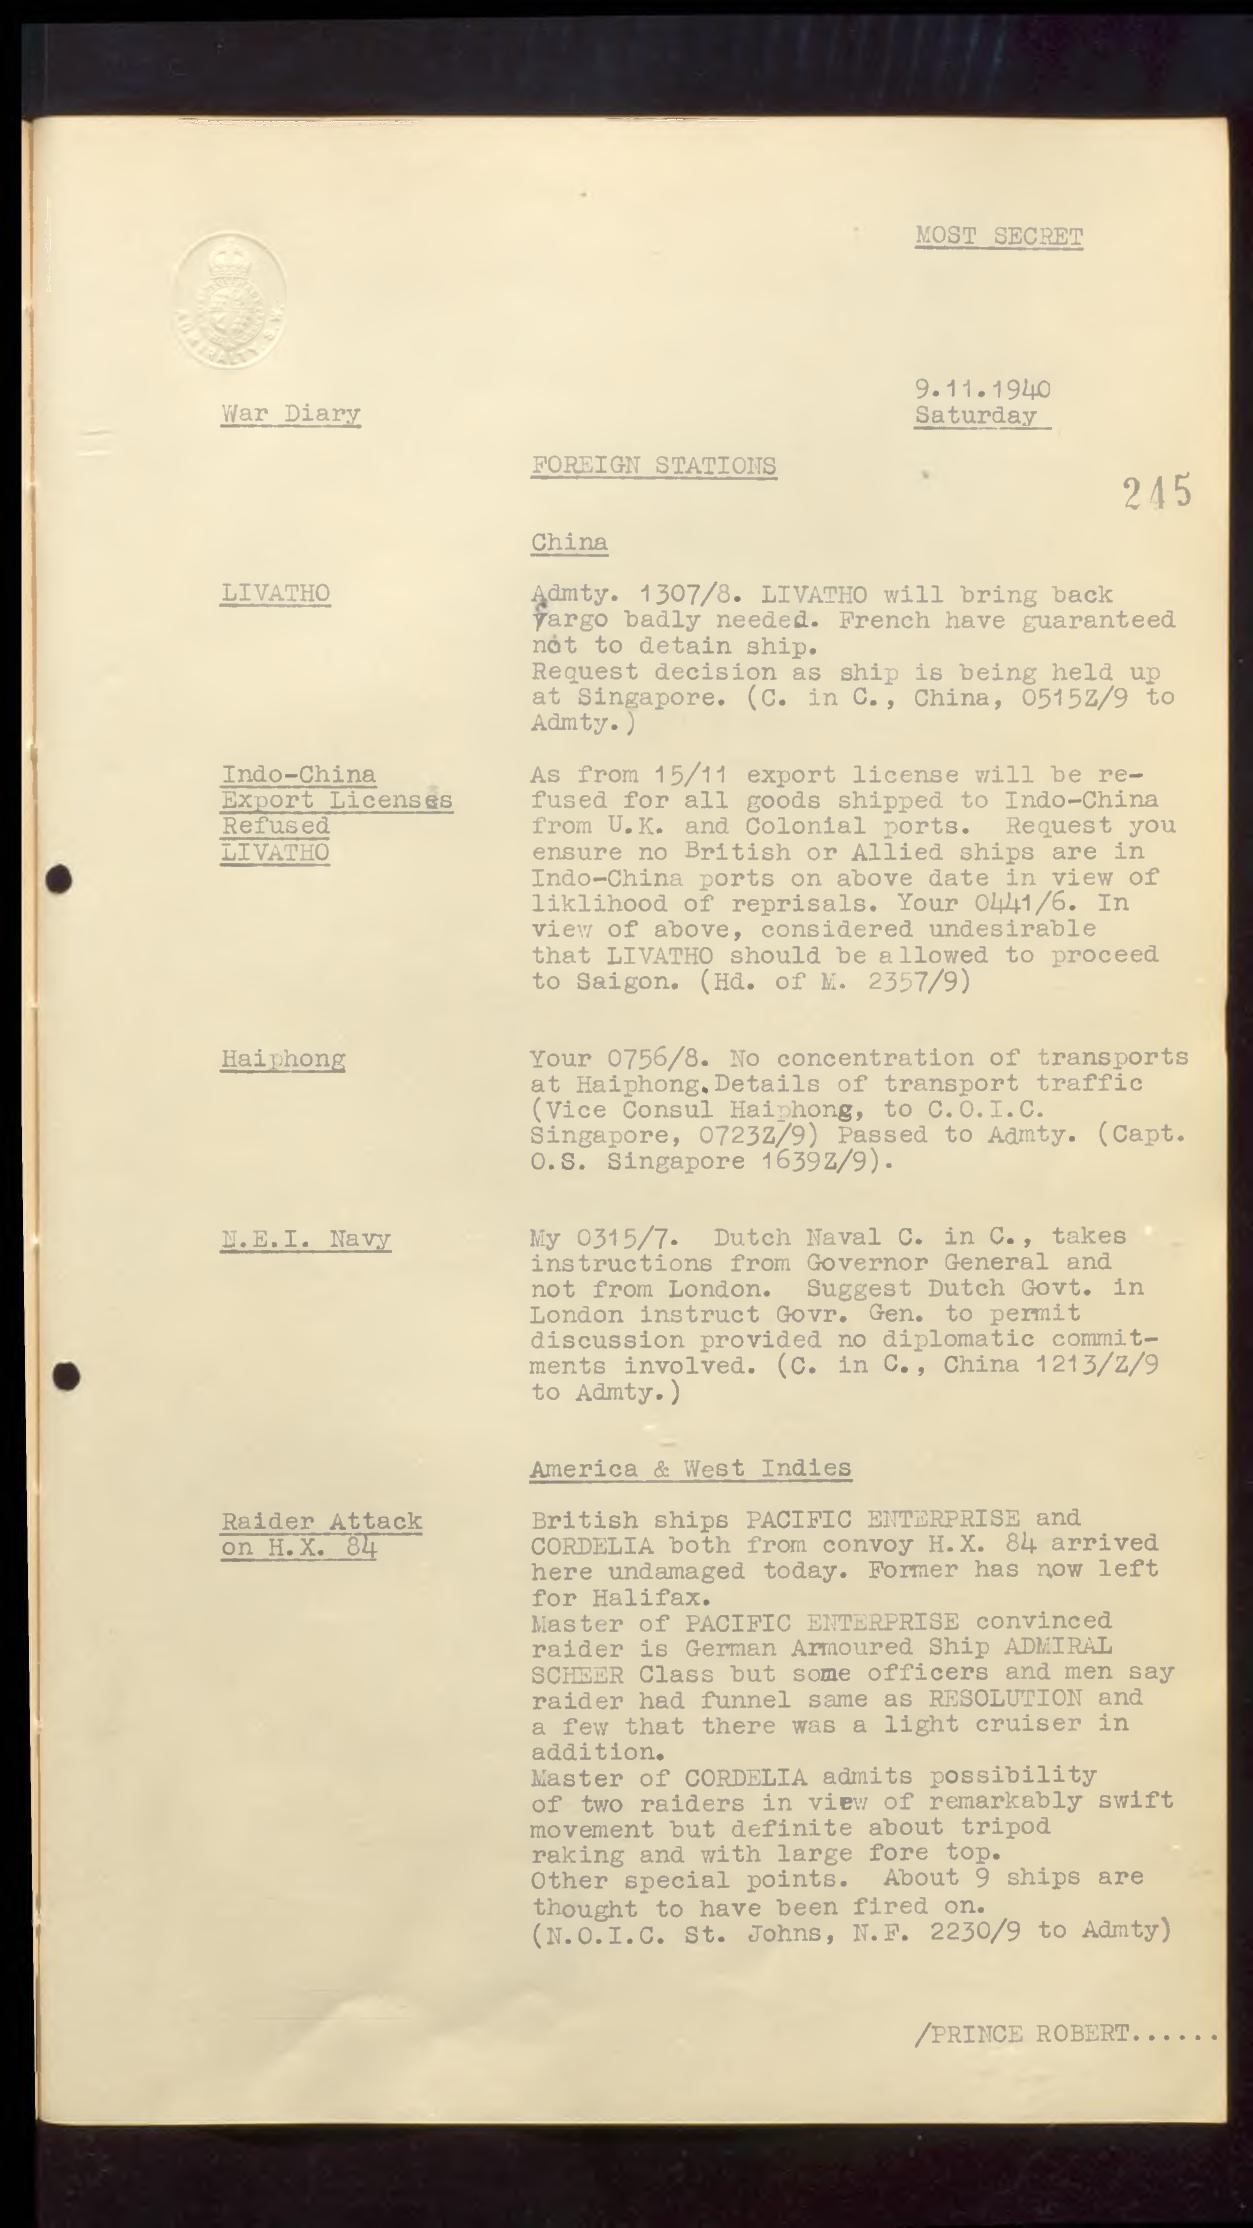 MOST SECRET
ADMIRALTY. S.W.
9.11.1940
War Diary
Saturday
FOREIGN STATIONS
245
China
LIVATHO
Admty. 1307/8. LIVATHO will bring back
cargo badly needed. French have guaranteed
not to detain ship.
Request decision as ship is being held up
at Singapore. (C. in C., China, 0515Z/9 to
Admty.)
Indo-China
Export Licenses
Refused
LIVATHO
As from 15/11 export license will be re-
fused for all goods shipped to Indo-China
from U.K. and Colonial ports. Request you
ensure no British or Allied ships are in
Indo-China ports on above date in view of
liklihood of reprisals. Your 0441/6. In
view of above, considered undesirable
that LIVATHO should be allowed to proceed
to Saigon. (Hd. of M. 2357/9)
Haiphong
Your 0756/8. No concentration of transports
at Haiphong. Details of transport traffic
(Vice Consul Haiphong, to C.O.I.C.
Singapore, 0723Z/9) Passed to Admty. (Capt.
O.S. Singapore 1639Z/9).
N.E.I. Navy
My 0315/7. Dutch Naval C. in C., takes
instructions from Governor General and
not from London. Suggest Dutch Govt. in
London instruct Govr. Gen. to permit
discussion provided no diplomatic commit-
ments involved. (C. in C., China 1213/Z/9
to Admty.)
America & West Indies
Raider Attack
on H.X. 84
British ships PACIFIC ENTERPRISE and
CORDELIA both from convoy H.X. 84 arrived
here undamaged today. Former has now left
for Halifax.
Master of PACIFIC ENTERPRISE convinced
raider is German Armoured Ship ADMIRAL
SCHEER Class but some officers and men say
raider had funnel same as RESOLUTION and
a few that there was a light cruiser in
addition.
Master of CORDELIA admits possibility
of two raiders in view of remarkably swift
movement but definite about tripod
raking and with large fore top.
Other special points. About 9 ships are
thought to have been fired on.
(N.O.I.C. St. Johns, N.F. 2230/9 to Admty)
/PRINCE ROBERT......